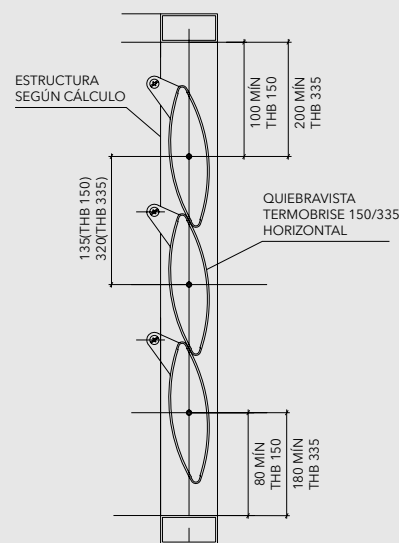 ESTRUCTURA
SEGÚN CÁLCULO
100 MÍN
THB 150
200 MÍN
THB 335
135(THB 150)
320(THB 335)
QUIEBRAVISTA
TERMOBRISE 150/335
HORIZONTAL
80 MÍN
THB 150
180 MÍN
THB 335